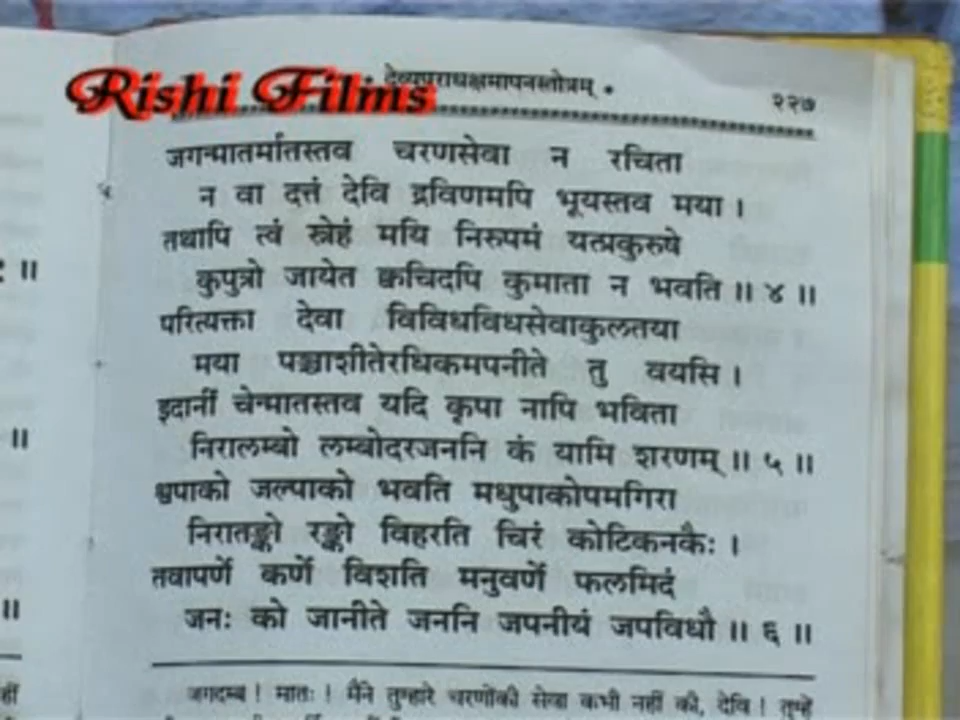 Rishi Films
देव्यपराधक्षमापनस्तोत्रम् •
२२७
जगन्मातर्मातस्तव चरणसेवा न रचिता
न वा दत्तं देवि द्रविणमपि भूयस्तव मया ।
तथापि त्वं स्नेहं मयि निरुपमं यत्प्रकुरुषे
कुपुत्रो जायेत क्वचिदपि कुमाता न भवति ॥ ४ ॥
परित्यक्ता देवा विविधविधसेवाकुलतया
मया पञ्चाशीतेरधिकमपनीते तु वयसि ।
इदानीं चेन्मातस्तव यदि कृपा नापि भविता
निरालम्बो लम्बोदरजननि कं यामि शरणम् ॥ ५ ॥
श्वपाको जल्पाको भवति मधुपाकोपमगिरा
निरातङ्को रङ्को विहरति चिरं कोटिकनकैः ।
तवापर्णे कर्णे विशति मनुवर्णे फलमिदं
जनः को जानीते जननि जपनीयं जपविधौ ॥ ६ ॥
जगदम्ब ! मातः ! मैंने तुम्हारे चरणोंकी सेवा कभी नहीं की, देवि ! तुम्हें